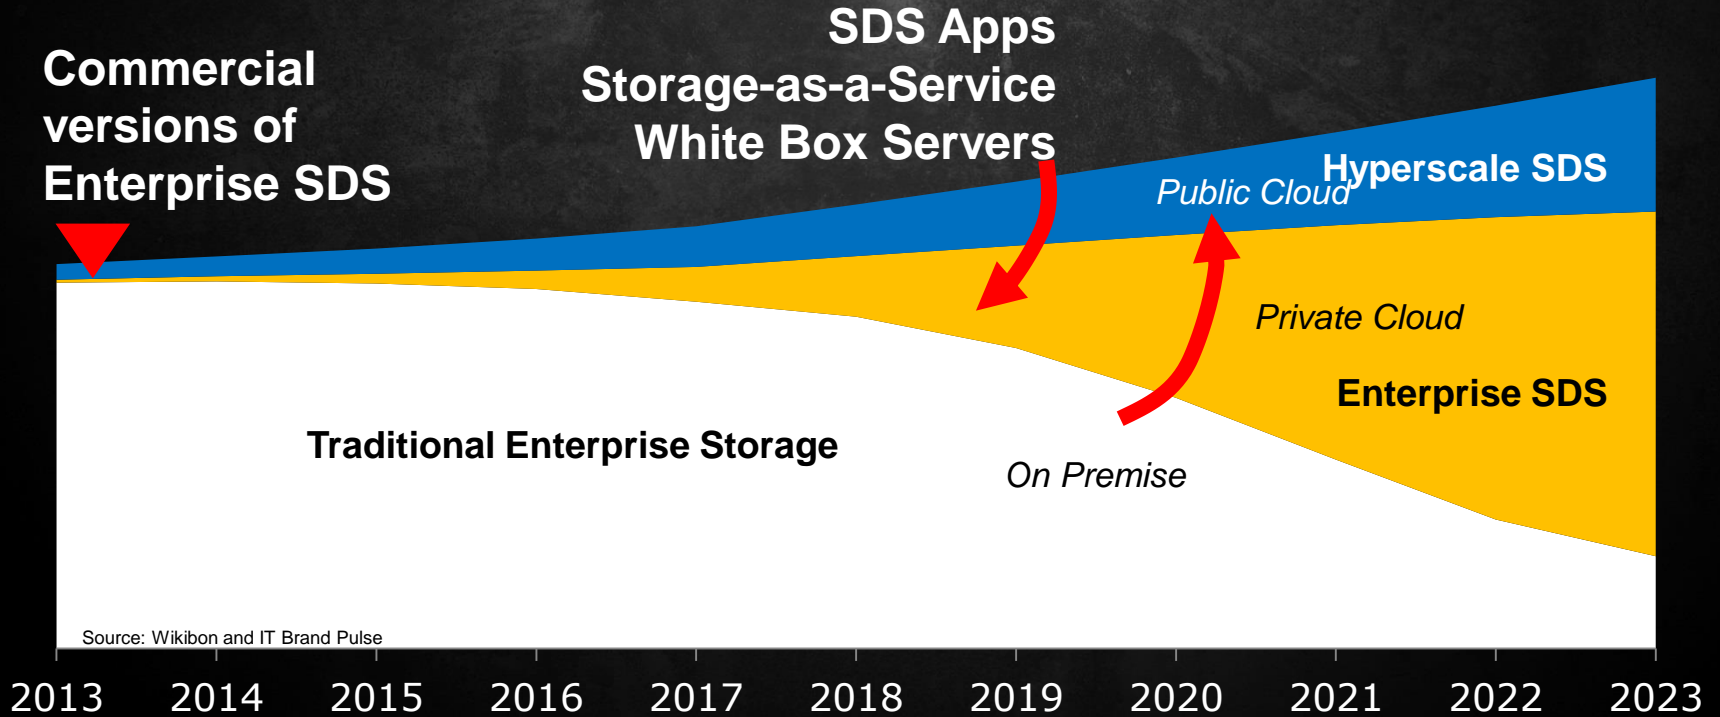 Commercial
versions of
Enterprise SDS
SDS Apps
Storage-as-a-Service
White Box Servers
Hyperscale SDS
Public Cloud
Private Cloud
Enterprise SDS
Traditional Enterprise Storage
On Premise
Source: Wikibon and IT Brand Pulse
2013 2014 2015 2016 2017 2018 2019 2020 2021 2022 2023